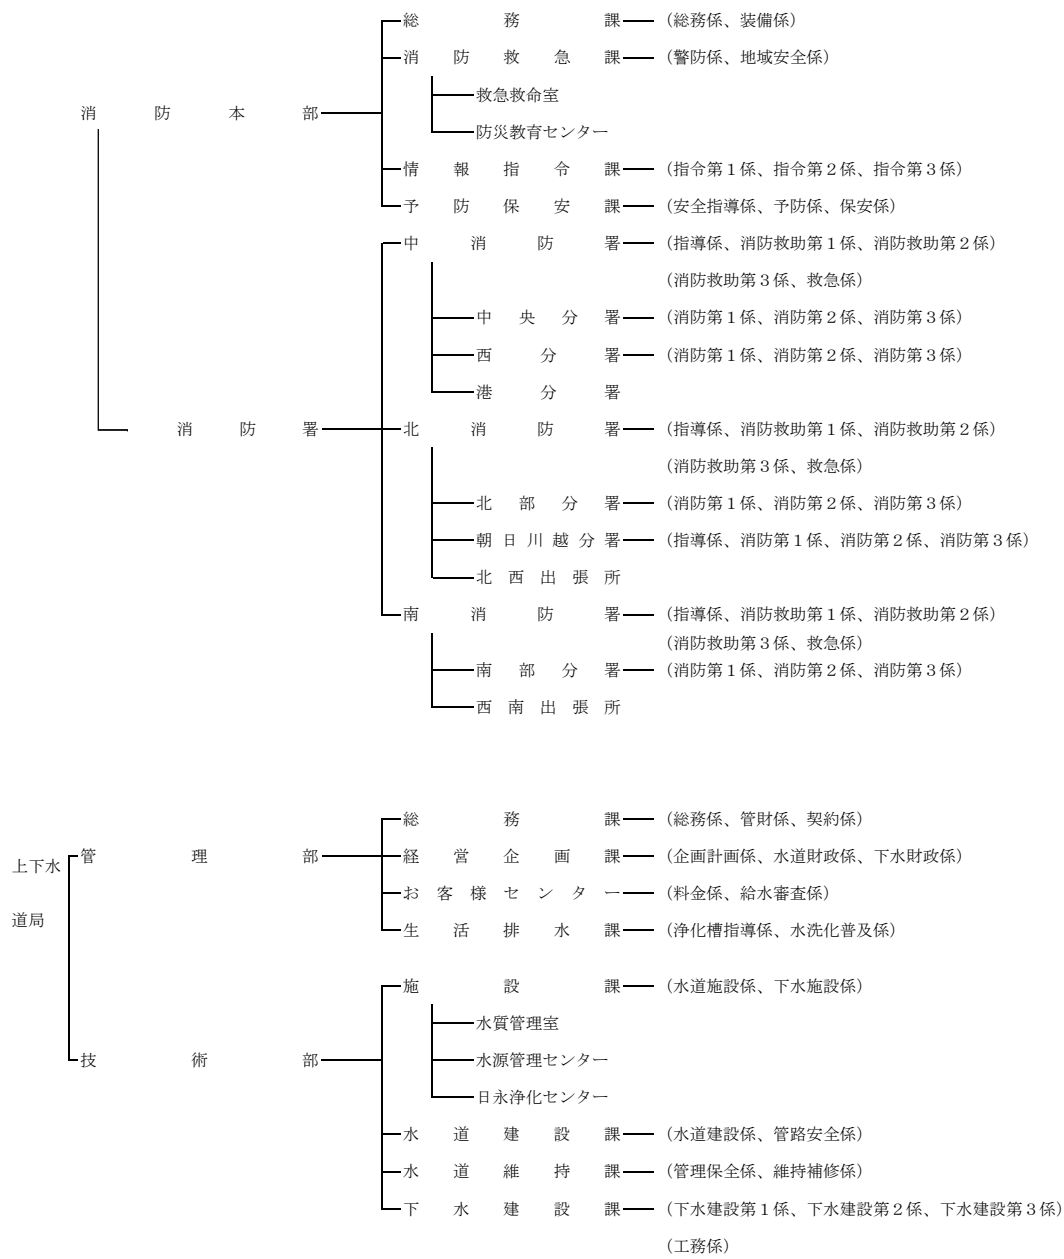 総務課 (総務係、装備係)
消防救急課 (警防係、地域安全係)
救急救命室
消防本部
防災教育センター
情報指令課 (指令第１係、指令第２係、指令第３係)
予防保安課 (安全指導係、予防係、保安係)
中消防署 (指導係、消防救助第１係、消防救助第２係)
(消防救助第３係、救急係)
中央分署 (消防第１係、消防第２係、消防第３係)
西分署 (消防第１係、消防第２係、消防第３係)
港分署
消防署 北消防署 (指導係、消防救助第１係、消防救助第２係)
(消防救助第３係、救急係)
北部分署 (消防第１係、消防第２係、消防第３係)
朝日川越分署 (指導係、消防第１係、消防第２係、消防第３係)
北西出張所
南消防署 (指導係、消防救助第１係、消防救助第２係)
(消防救助第３係、救急係)
南部分署 (消防第１係、消防第２係、消防第３係)
西南出張所
総務課 (総務係、管財係、契約係)
上下水
道局
管理部 経営企画課 (企画計画係、水道財政係、下水財政係)
お客様センター (料金係、給水審査係)
生活排水課 (浄化槽指導係、水洗化普及係)
施設課 (水道施設係、下水施設係)
水質管理室
技術部 水源管理センター
日永浄化センター
水道建設課 (水道建設係、管路安全係)
水道維持課 (管理保全係、維持補修係)
下水建設課 (下水建設第１係、下水建設第２係、下水建設第３係)
(工務係)